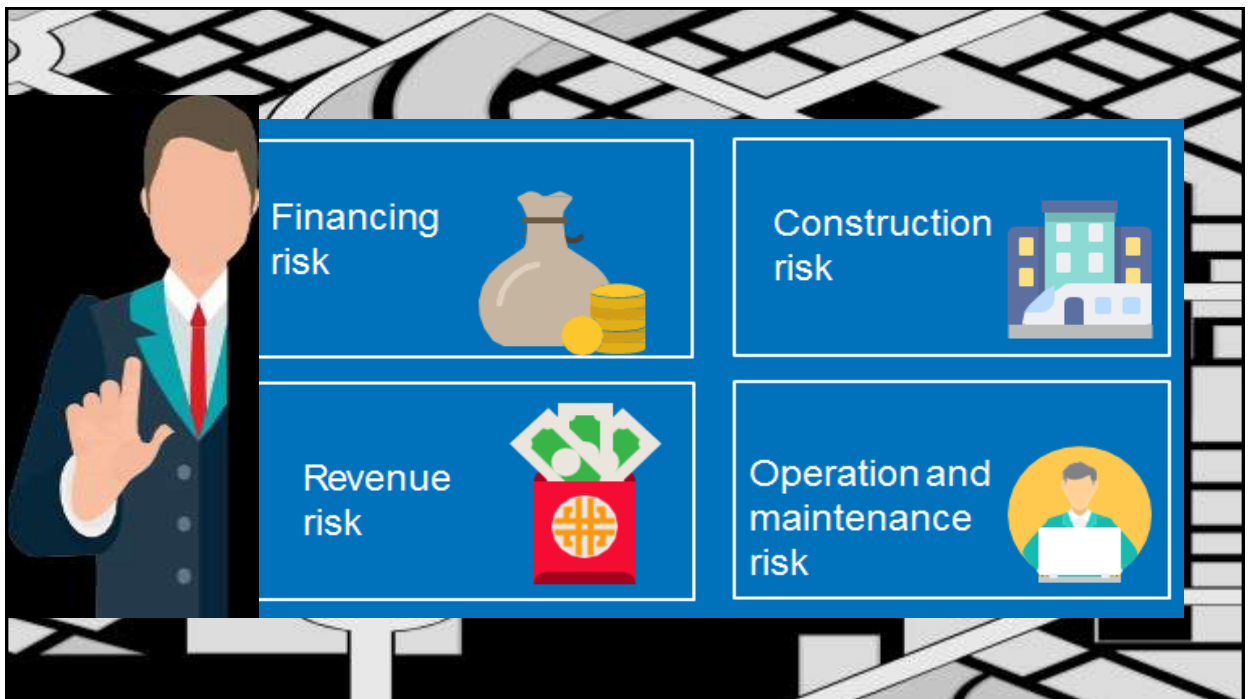 Financing
risk
Construction
risk
Revenue
risk
Operation and
maintenance
risk